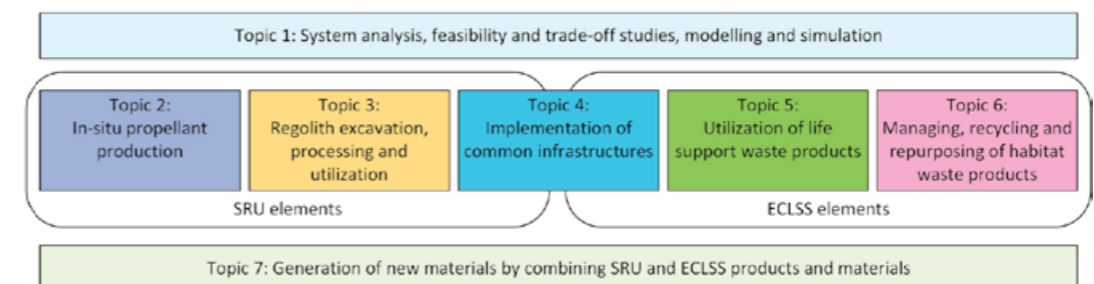 Topic 1: System analysis, feasibility and trade-off studies, modelling and simulation
Topic 2:
In-situ propellant
production
Topic 3:
Regolith excavation,
processing and
utilization
Topic 4:
Implementation of
common infrastructures
Topic 5:
Utilization of life
support waste products
Topic 6:
Managing, recycling and
repurposing of habitat
waste products
SRU elements
ECLSS elements
Topic 7: Generation of new materials by combining SRU and ECLSS products and materials